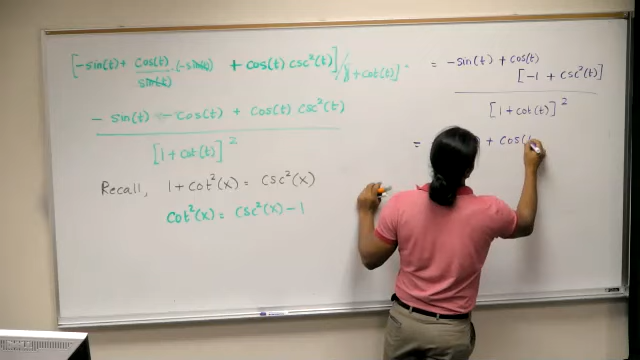 [-sin(t) + cos(t)/sin(t) · (-sin(t)) + cos(t) csc²(t)] / [1 + cot(t)]² =
- sin(t) - cos(t) + cos(t) csc²(t)
[1 + cot(t)]²
Recall, 1 + cot²(x) = csc²(x)
cot²(x) = csc²(x) - 1
= -sin(t) + cos(t)
[-1 + csc²(t)]
[1 + cot(t)]²
= + cos(t